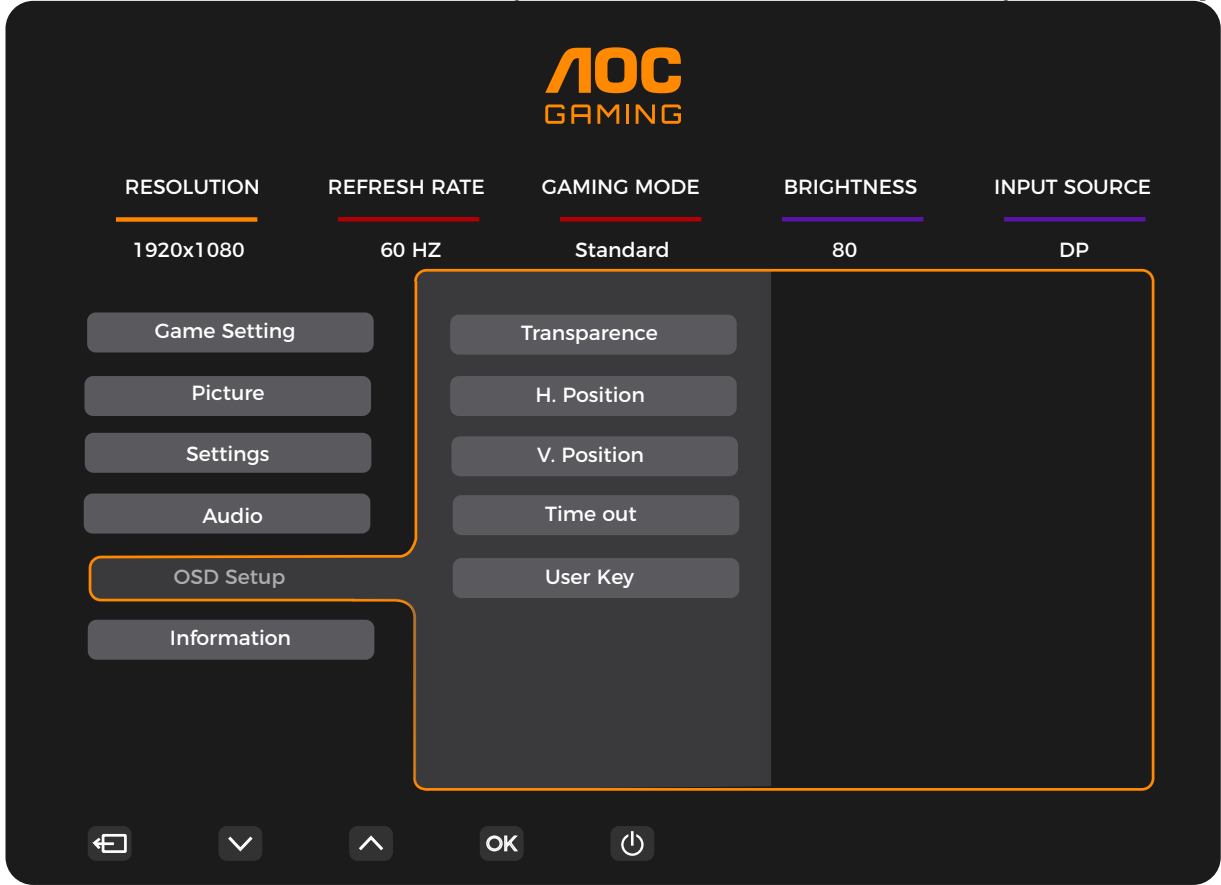 AOC
GAMING
RESOLUTION REFRESH RATE GAMING MODE BRIGHTNESS INPUT SOURCE
1920x1080 60 HZ Standard 80 DP
Game Setting
Picture
Settings
Audio
OSD Setup
Information
Transparence
H. Position
V. Position
Time out
User Key
OK